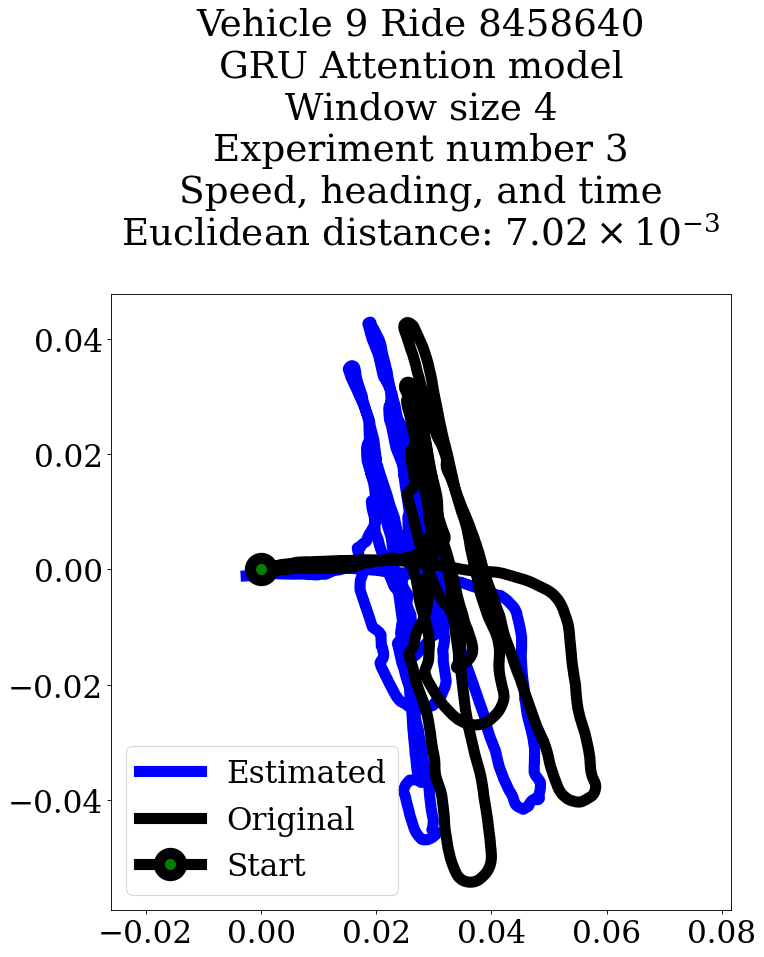 Vehicle 9 Ride 8458640
GRU Attention model
Window size 4
Experiment number 3
Speed, heading, and time
Euclidean distance: 7.02 × 10⁻³
0.04
0.02
0.00
−0.02
−0.04
Estimated
Original
Start
−0.02 0.00 0.02 0.04 0.06 0.08